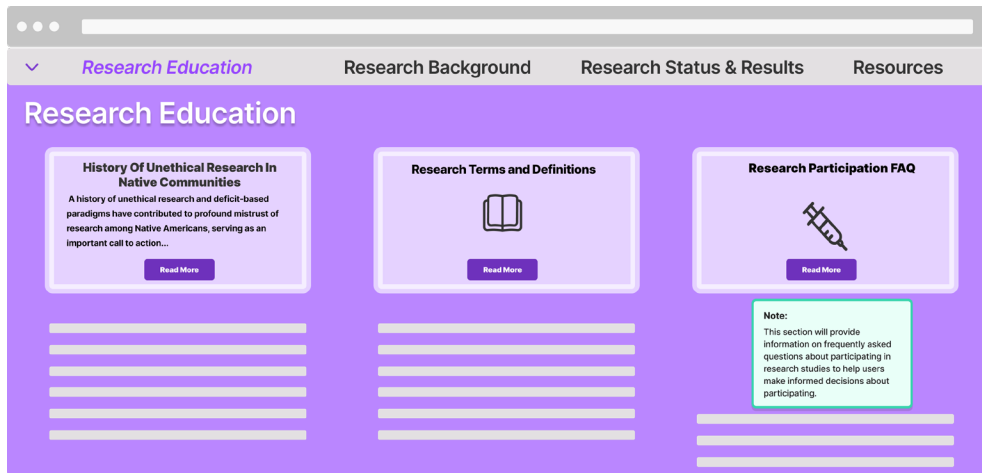 Research Education
Research Background
Research Status & Results
Resources
Research Education
History Of Unethical Research In
Native Communities
A history of unethical research and deficit-based
paradigms have contributed to profound mistrust of
research among Native Americans, serving as an
important call to action...
Read More
Research Terms and Definitions
Read More
Research Participation FAQ
Read More
Note:
This section will provide
information on frequently asked
questions about participating in
research studies to help users
make informed decisions about
participating.